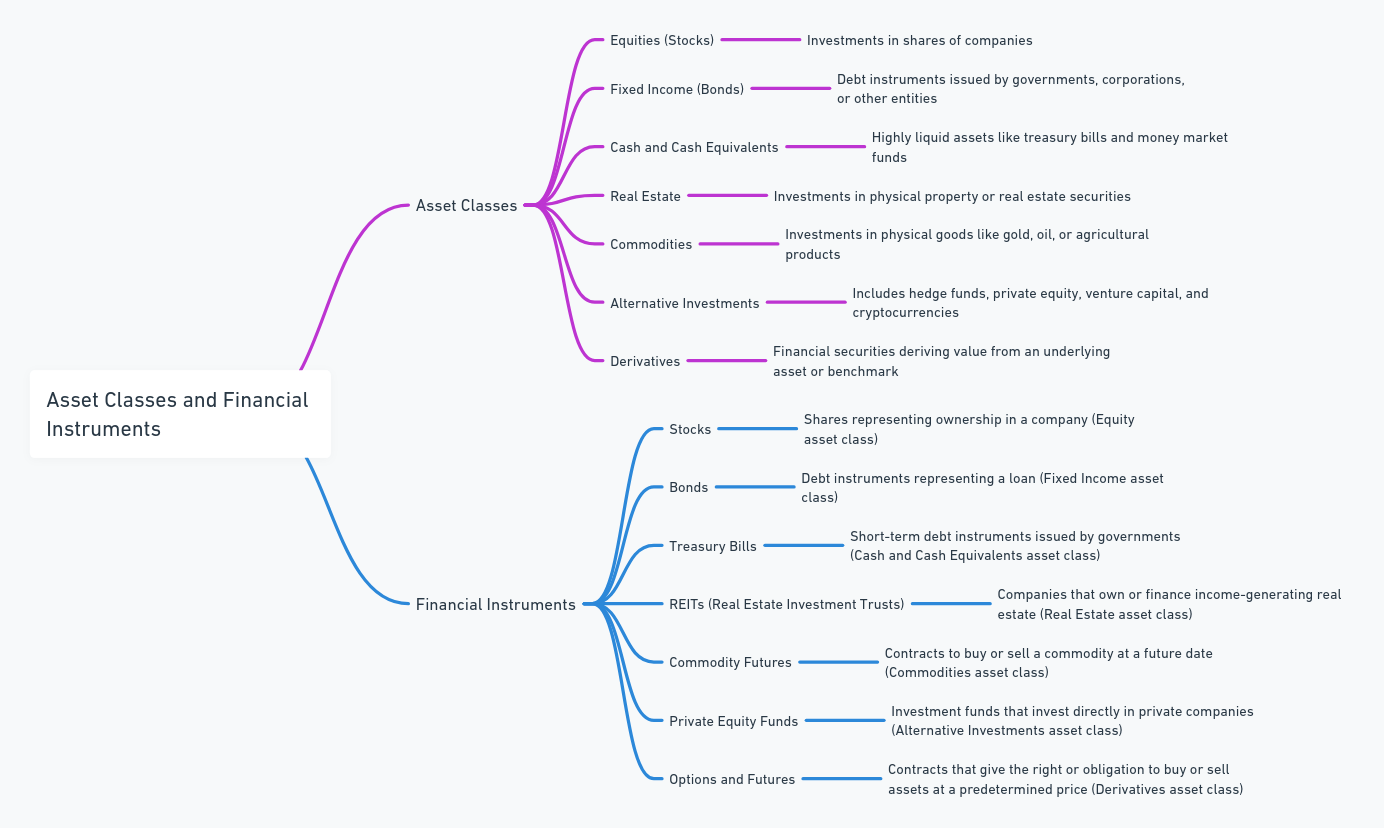 Asset Classes and Financial
Instruments
Asset Classes
Equities (Stocks)
Investments in shares of companies
Fixed Income (Bonds)
Debt instruments issued by governments, corporations,
or other entities
Cash and Cash Equivalents
Highly liquid assets like treasury bills and money market
funds
Real Estate
Investments in physical property or real estate securities
Commodities
Investments in physical goods like gold, oil, or agricultural
products
Alternative Investments
Includes hedge funds, private equity, venture capital, and
cryptocurrencies
Derivatives
Financial securities deriving value from an underlying
asset or benchmark
Financial Instruments
Stocks
Shares representing ownership in a company (Equity
asset class)
Bonds
Debt instruments representing a loan (Fixed Income asset
class)
Treasury Bills
Short-term debt instruments issued by governments
(Cash and Cash Equivalents asset class)
REITs (Real Estate Investment Trusts)
Companies that own or finance income-generating real
estate (Real Estate asset class)
Commodity Futures
Contracts to buy or sell a commodity at a future date
(Commodities asset class)
Private Equity Funds
Investment funds that invest directly in private companies
(Alternative Investments asset class)
Options and Futures
Contracts that give the right or obligation to buy or sell
assets at a predetermined price (Derivatives asset class)